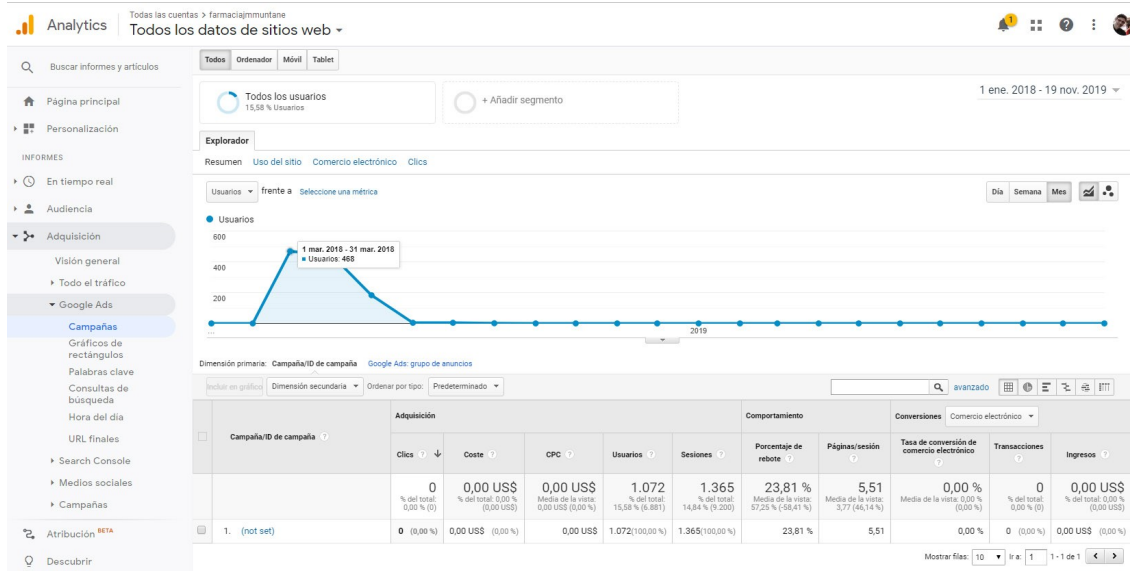 Analytics
Todas las cuentas > farmaciajmmuntane
Todos los datos de sitios web
1
Buscar informes y artículos
Página principal
Personalización
INFORMES
En tiempo real
Audiencia
Adquisición
Visión general
Todo el tráfico
Google Ads
Campañas
Gráficos de
rectángulos
Palabras clave
Consultas de
búsqueda
Hora del día
URL finales
Search Console
Medios sociales
Campañas
Atribución BETA
Descubrir
Todos Ordenador Móvil Tablet
Todos los usuarios
15,58 % Usuarios
+ Añadir segmento
1 ene. 2018 - 19 nov. 2019
Explorador
Resumen Uso del sitio Comercio electrónico Clics
Usuarios frente a Seleccione una métrica
Día Semana Mes
Usuarios
600
400
200
1 mar. 2018 - 31 mar. 2018
Usuarios: 468
...
2019
Dimensión primaria: Campaña/ID de campaña Google Ads: grupo de anuncios
Incluir en gráfico Dimensión secundaria Ordenar por tipo: Predeterminado
avanzado
Campaña/ID de campaña
Adquisición
Comportamiento
Conversiones Comercio electrónico
Clics Coste CPC Usuarios Sesiones
Porcentaje de
rebote
Páginas/sesión
Tasa de conversión de
comercio electrónico
Transacciones
Ingresos
0
% del total:
0,00 % (0)
0,00 US$
% del total: 0,00 %
(0,00 US$)
0,00 US$
Media de la vista:
0,00 US$ (0,00 %)
1.072
% del total:
15,58 % (6.881)
1.365
% del total:
14,84 % (9.200)
23,81 %
Media de la vista:
57,25 % (-58,41 %)
5,51
Media de la vista:
3,77 (46,14 %)
0,00 %
Media de la vista: 0,00 %
(0,00 %)
0
% del total:
0,00 % (0)
0,00 US$
% del total: 0,00 %
(0,00 US$)
1. (not set) 0 (0,00 %) 0,00 US$ (0,00 %) 0,00 US$ 1.072(100,00 %) 1.365(100,00 %) 23,81 % 5,51 0,00 % 0 (0,00 %) 0,00 US$ (0,00 %)
Mostrar filas: 10 Ir a: 1 1 - 1 de 1